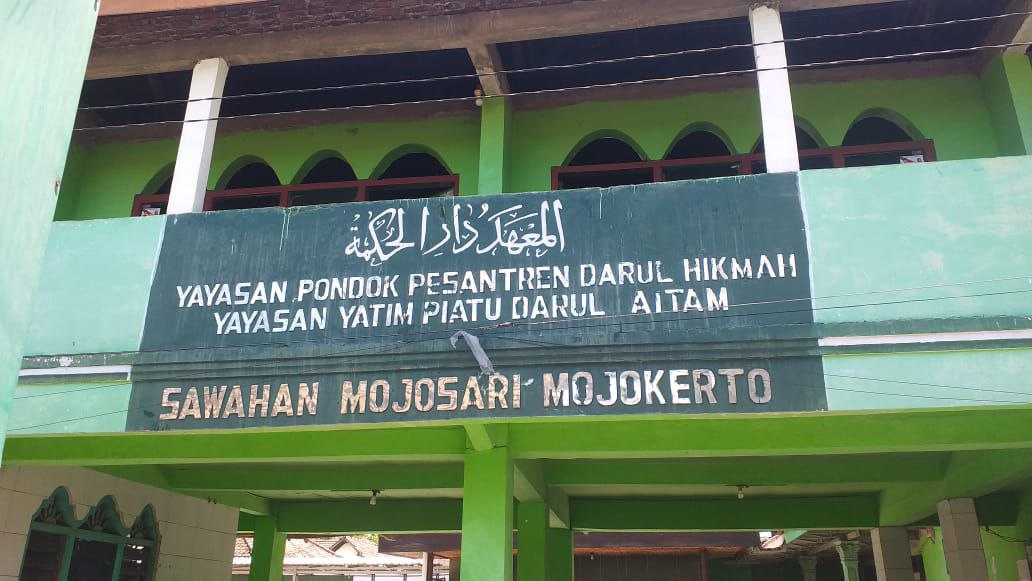 المعهد دار الحكمة
YAYASAN PONDOK PESANTREN DARUL HIKMAH
YAYASAN YATIM PIATU DARUL AITAM
SAWAHAN MOJOSARI MOJOKERTO